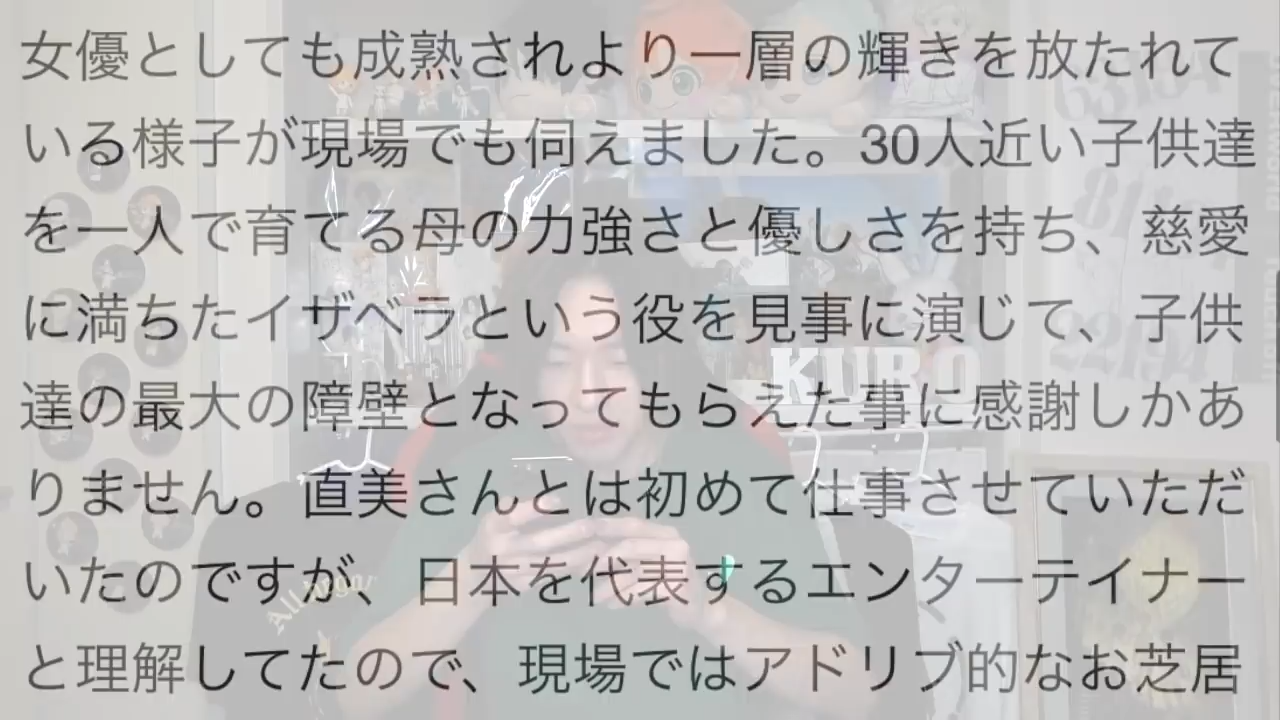 女優としても成熟されより一層の輝きを放たれて
いる様子が現場でも伺えました。30人近い子供達
を一人で育てる母の力強さと優しさを持ち、慈愛
に満ちたイザベラという役を見事に演じて、子供
達の最大の障壁となってもらえた事に感謝しかあ
りません。直美さんとは初めて仕事させていただ
いたのですが、日本を代表するエンターテイナー
と理解してたので、現場ではアドリブ的なお芝居
KURO
63194
81194
22194